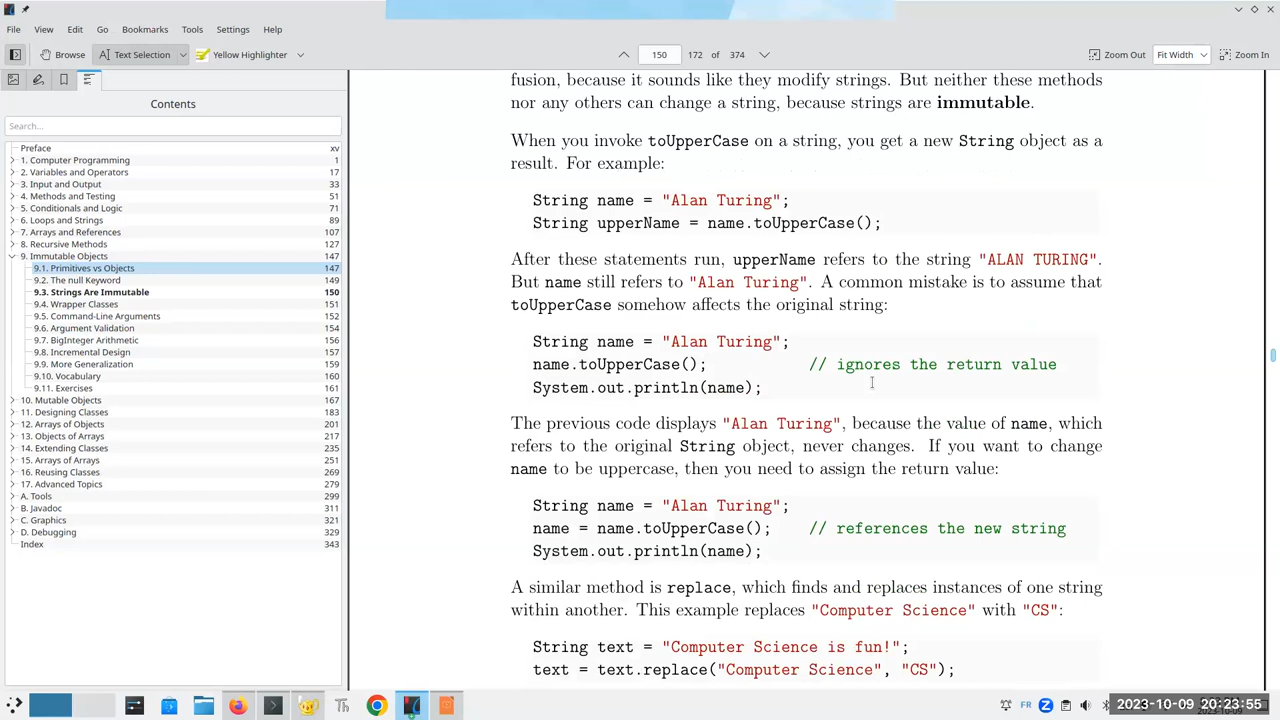 File View Edit Go Bookmarks Tools Settings Help
Browse Text Selection Yellow Highlighter 150 172 of 374 Zoom Out Fit Width Zoom In
Contents
Search...
Preface xv
1. Computer Programming 1
2. Variables and Operators 17
3. Input and Output 33
4. Methods and Testing 51
5. Conditionals and Logic 71
6. Loops and Strings 89
7. Arrays and References 107
8. Recursive Methods 127
9. Immutable Objects 147
9.1. Primitives vs Objects 147
9.2. The null Keyword 149
9.3. Strings Are Immutable 150
9.4. Wrapper Classes 151
9.5. Command-Line Arguments 152
9.6. Argument Validation 154
9.7. BigInteger Arithmetic 156
9.8. Incremental Design 157
9.9. More Generalization 158
9.10. Vocabulary 160
9.11. Exercises 161
10. Mutable Objects 167
11. Designing Classes 183
12. Arrays of Objects 201
13. Objects of Arrays 217
14. Extending Classes 235
15. Arrays of Arrays 251
16. Reusing Classes 269
17. Advanced Topics 279
A. Tools 299
B. Javadoc 311
C. Graphics 321
D. Debugging 329
Index 343
fusion, because it sounds like they modify strings. But neither these methods
nor any others can change a string, because strings are immutable.
When you invoke toUpperCase on a string, you get a new String object as a
result. For example:
String name = "Alan Turing";
String upperName = name.toUpperCase();
After these statements run, upperName refers to the string "ALAN TURING".
But name still refers to "Alan Turing". A common mistake is to assume that
toUpperCase somehow affects the original string:
String name = "Alan Turing";
name.toUpperCase(); // ignores the return value
System.out.println(name);
The previous code displays "Alan Turing", because the value of name, which
refers to the original String object, never changes. If you want to change
name to be uppercase, then you need to assign the return value:
String name = "Alan Turing";
name = name.toUpperCase(); // references the new string
System.out.println(name);
A similar method is replace, which finds and replaces instances of one string
within another. This example replaces "Computer Science" with "CS":
String text = "Computer Science is fun!";
text = text.replace("Computer Science", "CS");
FR 2023-10-09 20:23:55